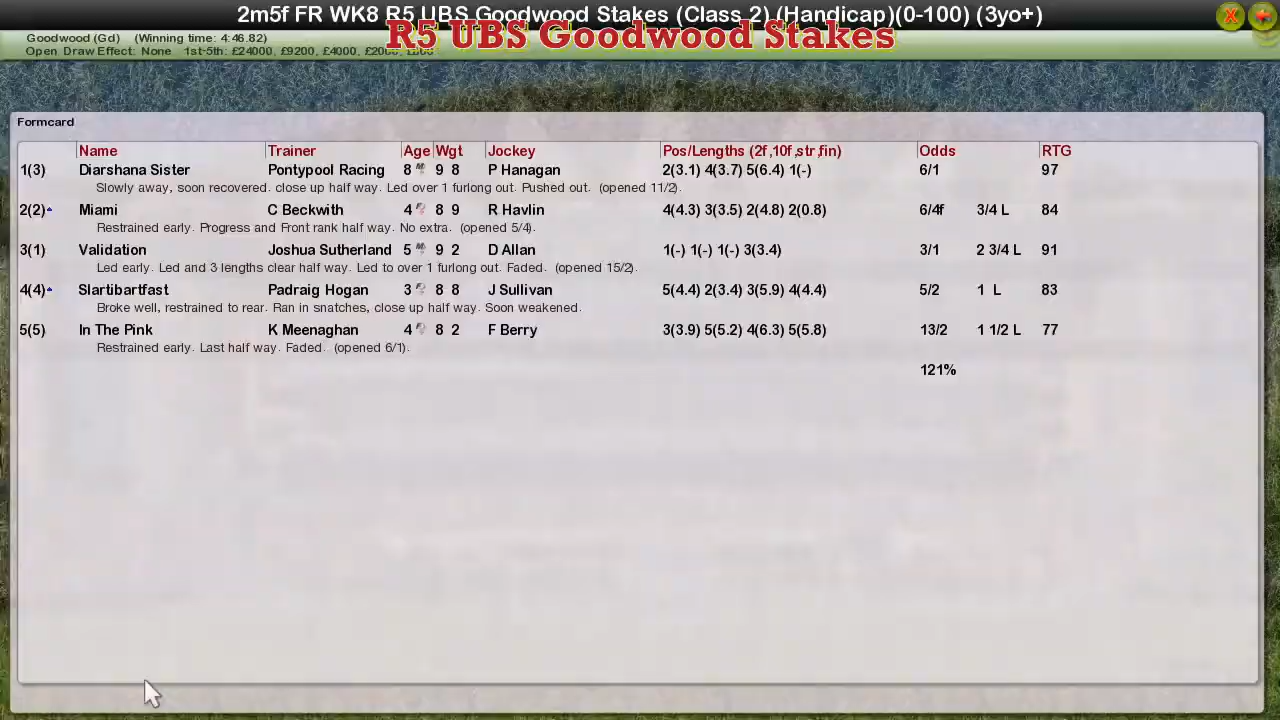 2m5f FR WK8 R5 UBS Goodwood Stakes (Class 2) (Handicap)(0-100) (3yo+)
R5 UBS Goodwood Stakes
Goodwood (Gd) (Winning time: 4:46.82)
Open. Draw Effect: None 1st-5th: £24000, £9200, £4000,
Formcard
Name Trainer Age Wgt Jockey Pos/Lengths (2f,10f,str,fin) Odds RTG
1(3) Diarshana Sister Pontypool Racing 8 9 8 P Hanagan 2(3.1) 4(3.7) 5(6.4) 1(-) 6/1 97
Slowly away, soon recovered. close up half way. Led over 1 furlong out. Pushed out. (opened 11/2).
2(2) Miami C Beckwith 4 8 9 R Havlin 4(4.3) 3(3.5) 2(4.8) 2(0.8) 6/4f 3/4 L 84
Restrained early. Progress and Front rank half way. No extra. (opened 5/4).
3(1) Validation Joshua Sutherland 5 9 2 D Allan 1(-) 1(-) 1(-) 3(3.4) 3/1 2 3/4 L 91
Led early. Led and 3 lengths clear half way. Led to over 1 furlong out. Faded. (opened 15/2).
4(4) Slartibartfast Padraig Hogan 3 8 8 J Sullivan 5(4.4) 2(3.4) 3(5.9) 4(4.4) 5/2 1 L 83
Broke well, restrained to rear. Ran in snatches, close up half way. Soon weakened.
5(5) In The Pink K Meenaghan 4 8 2 F Berry 3(3.9) 5(5.2) 4(6.3) 5(5.8) 13/2 1 1/2 L 77
Restrained early. Last half way. Faded. (opened 6/1).
121%